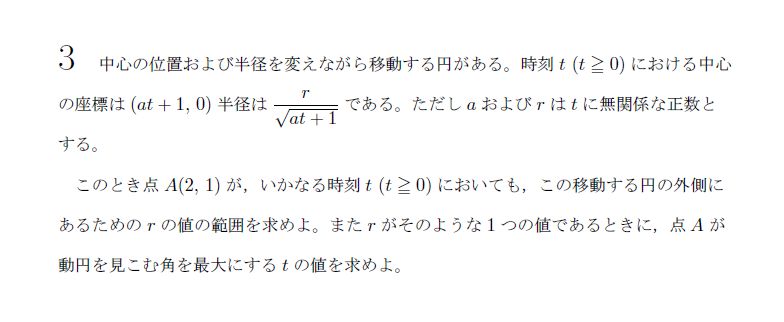 3 中心の位置および半径を変えながら移動する円がある。時刻 t (t ≧ 0) における中心
の座標は (at + 1, 0) 半径は r/√(at + 1) である。ただし a および r は t に無関係な正数と
する。
このとき点 A(2, 1) が，いかなる時刻 t (t ≧ 0) においても，この移動する円の外側に
あるための r の値の範囲を求めよ。また r がそのような 1 つの値であるときに，点 A が
動円を見こむ角を最大にする t の値を求めよ。